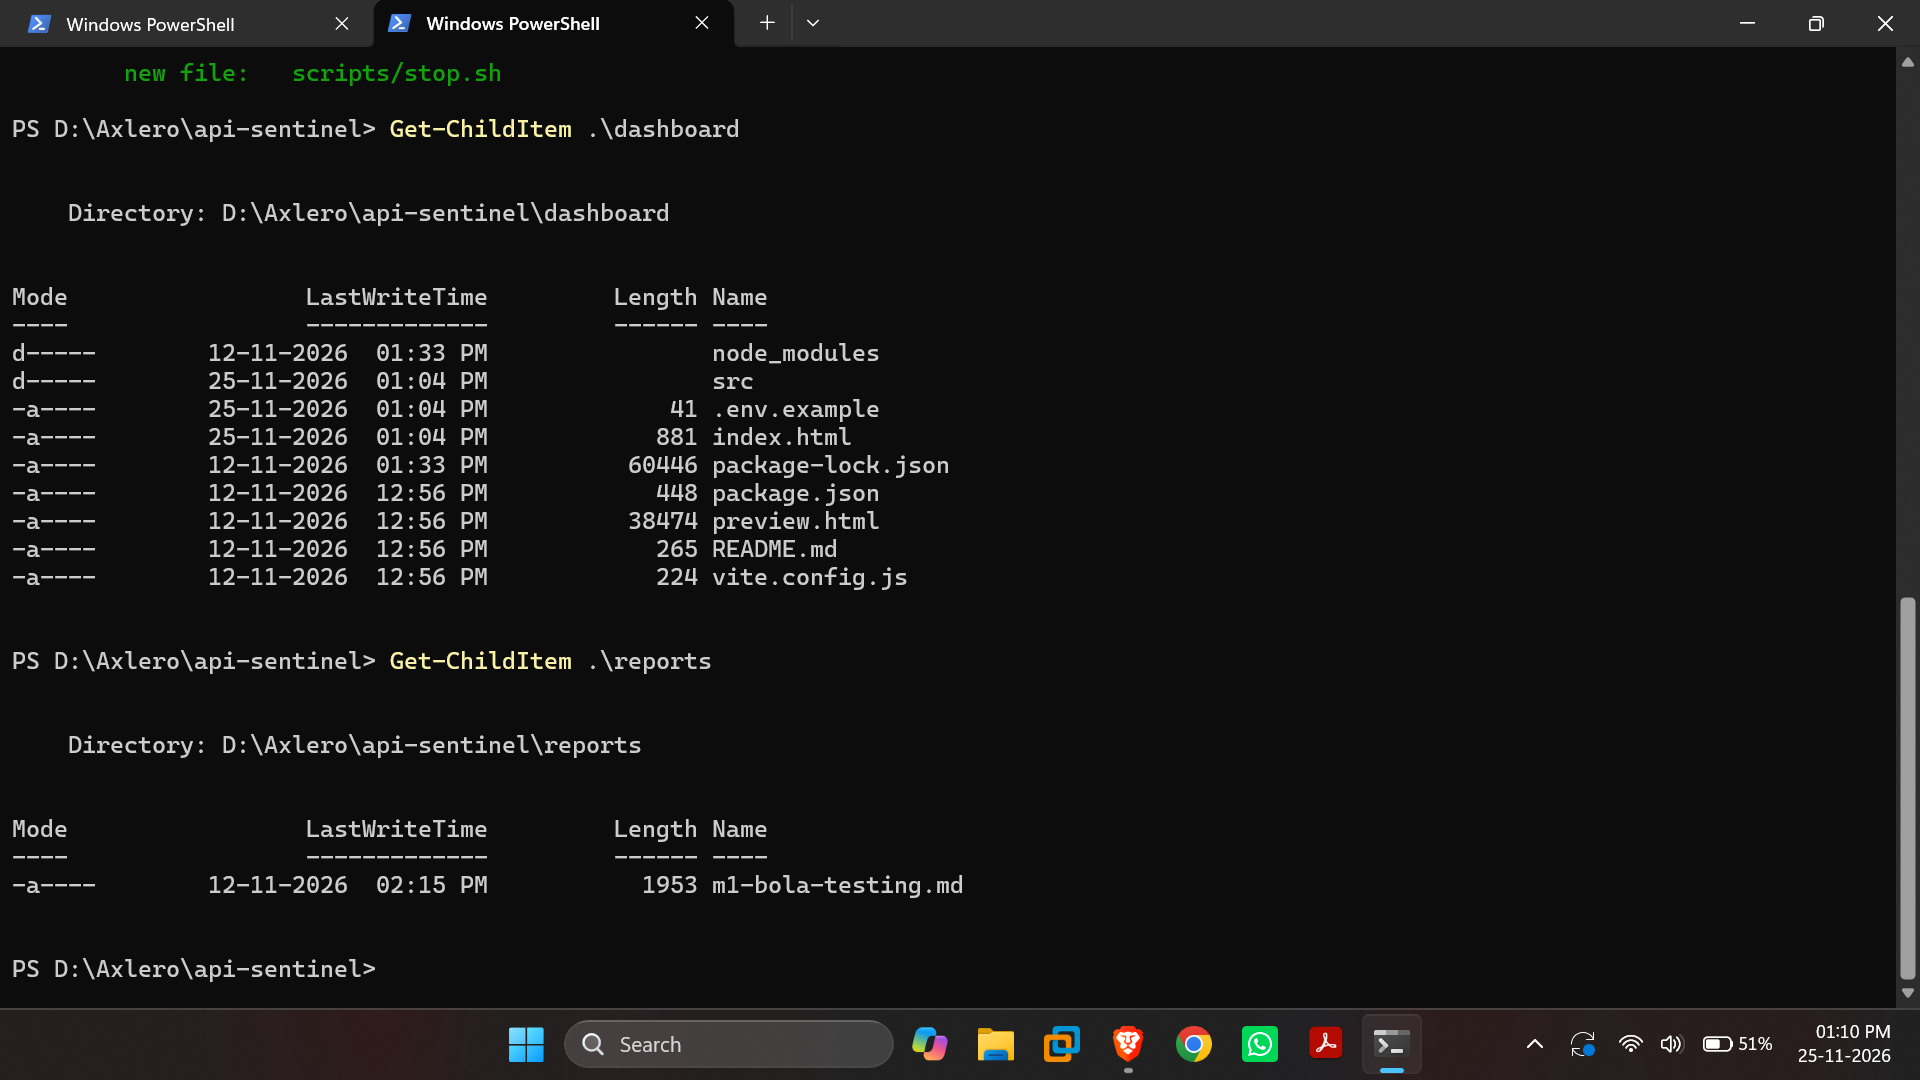 Windows PowerShell
Windows PowerShell
new file:   scripts/stop.sh
PS D:\Axlero\api-sentinel> Get-ChildItem .\dashboard
Directory: D:\Axlero\api-sentinel\dashboard
Mode                 LastWriteTime         Length Name
----                 -------------         ------ ----
d-----        12-11-2026  01:33 PM                node_modules
d-----        25-11-2026  01:04 PM                src
-a----        25-11-2026  01:04 PM             41 .env.example
-a----        25-11-2026  01:04 PM            881 index.html
-a----        12-11-2026  01:33 PM          60446 package-lock.json
-a----        12-11-2026  12:56 PM            448 package.json
-a----        12-11-2026  12:56 PM          38474 preview.html
-a----        12-11-2026  12:56 PM            265 README.md
-a----        12-11-2026  12:56 PM            224 vite.config.js
PS D:\Axlero\api-sentinel> Get-ChildItem .\reports
Directory: D:\Axlero\api-sentinel\reports
Mode                 LastWriteTime         Length Name
----                 -------------         ------ ----
-a----        12-11-2026  02:15 PM           1953 m1-bola-testing.md
PS D:\Axlero\api-sentinel>
Search
51%
01:10 PM
25-11-2026